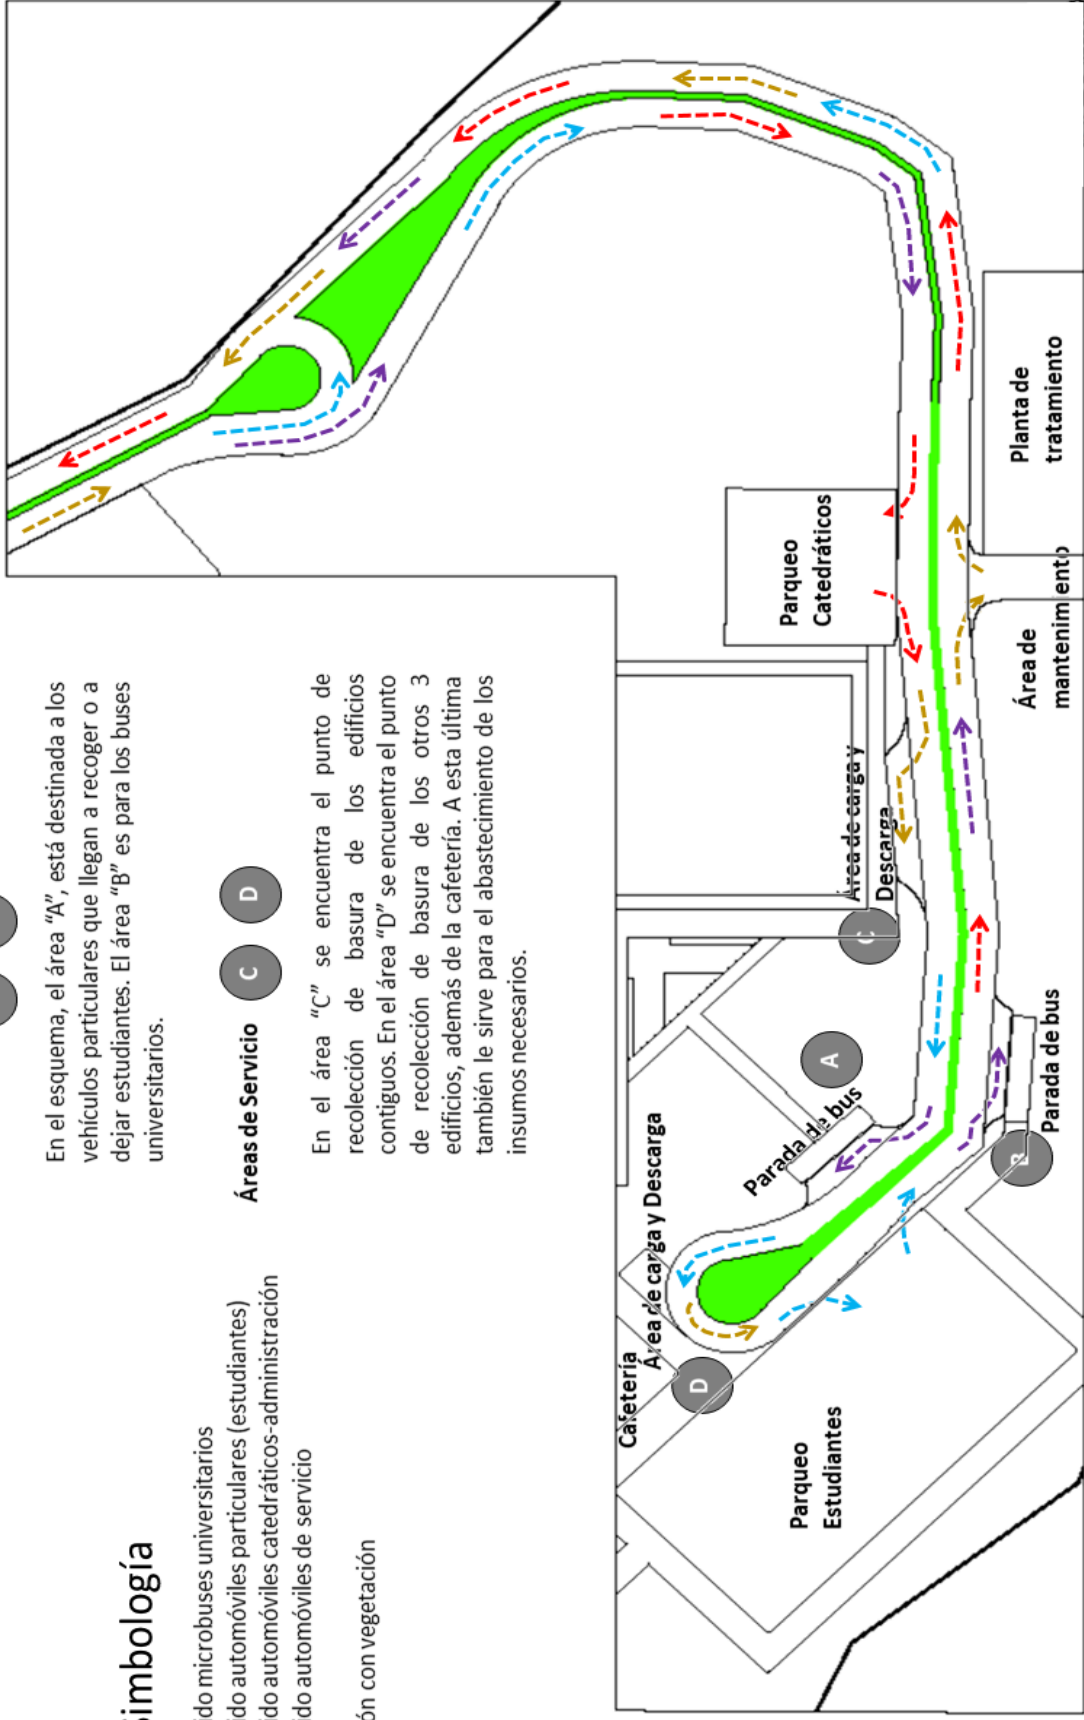 En el esquema, el área “A”, está destinada a los
vehículos particulares que llegan a recoger o a
dejar estudiantes. El área “B” es para los buses
universitarios.
Áreas de Servicio
C
D
En el área “C” se encuentra el punto de
recolección de basura de los edificios
contiguos. En el área “D” se encuentra el punto
de recolección de basura de los otros 3
edificios, además de la cafetería. A esta última
también le sirve para el abastecimiento de los
insumos necesarios.
imbología
ido microbuses universitarios
ido automóviles particulares (estudiantes)
ido automóviles catedráticos-administración
ido automóviles de servicio
ón con vegetación
Cafetería
Área de carga y Descarga
D
Parada de bus
A
Parqueo
Estudiantes
Parqueo
Catedráticos
Área de carga y
Descarga
C
B
Parada de bus
Área de
mantenimiento
Planta de
tratamiento